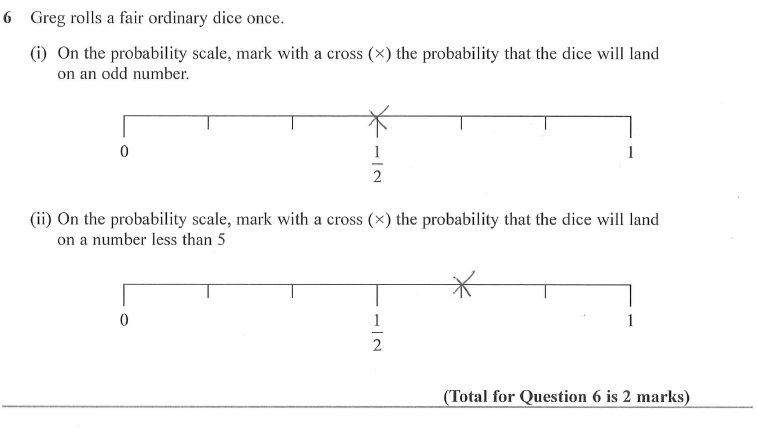 6 Greg rolls a fair ordinary dice once.
(i) On the probability scale, mark with a cross (×) the probability that the dice will land
on an odd number.
×
0 1/2 1
(ii) On the probability scale, mark with a cross (×) the probability that the dice will land
on a number less than 5
×
0 1/2 1
(Total for Question 6 is 2 marks)